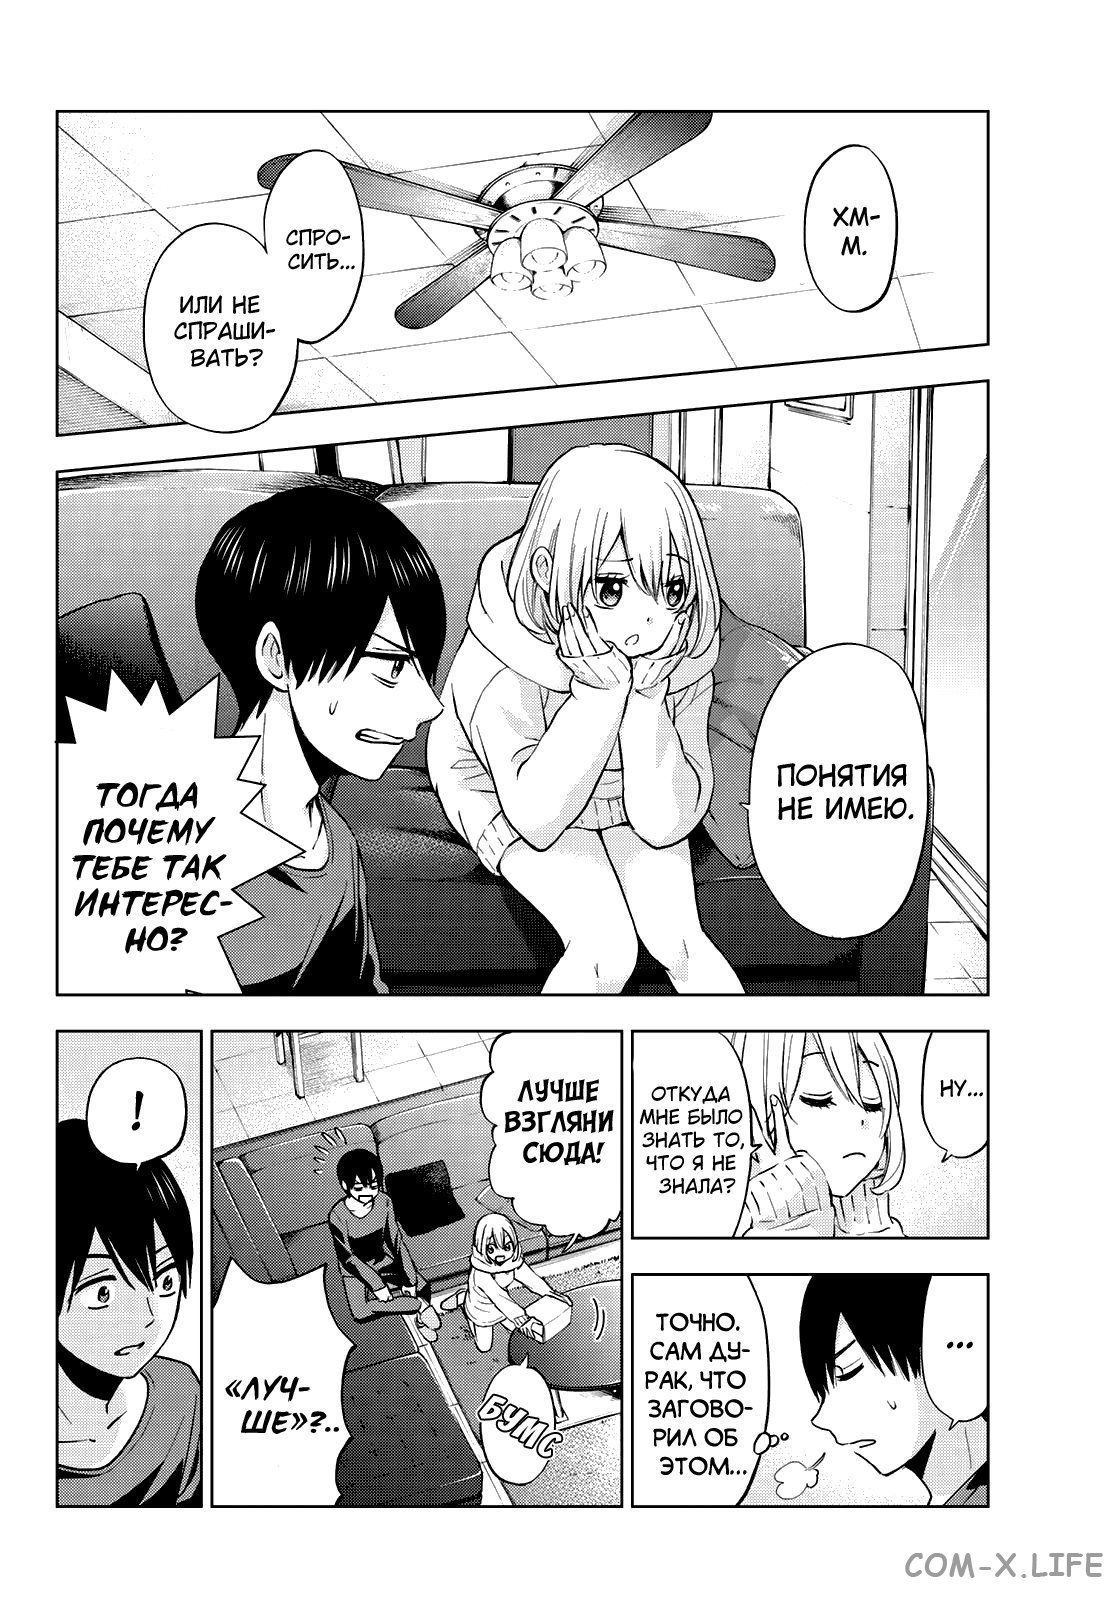 ХМ-
М.
СПРО-
СИТЬ...
ИЛИ НЕ
СПРАШИ-
ВАТЬ?
ПОНЯТИЯ
НЕ ИМЕЮ.
ТОГДА
ПОЧЕМУ
ТЕБЕ ТАК
ИНТЕРЕС-
НО?
НУ...
ОТКУДА
МНЕ БЫЛО
ЗНАТЬ ТО,
ЧТО Я НЕ
ЗНАЛА?
...
ТОЧНО.
САМ ДУ-
РАК, ЧТО
ЗАГОВО-
РИЛ ОБ
ЭТОМ...
ЛУЧШЕ
ВЗГЛЯНИ
СЮДА!
БУМС
«ЛУЧ-
ШЕ»?..
!
COM-X.LIFE